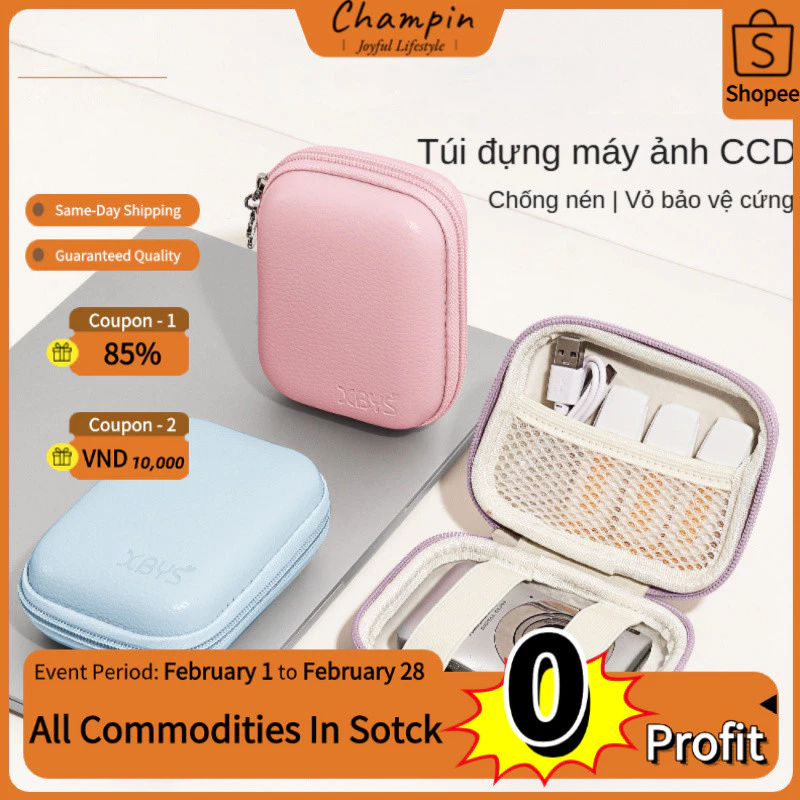 Champin
Joyful Lifestyle
Shopee
Túi đựng máy ảnh CCD
Chống nén | Vỏ bảo vệ cứng
Same-Day Shipping
Guaranteed Quality
Coupon - 1
85%
Coupon - 2
VND 10,000
XBYS
XBYS
Event Period: February 1 to February 28
All Commodities In Sotck
0
Profit